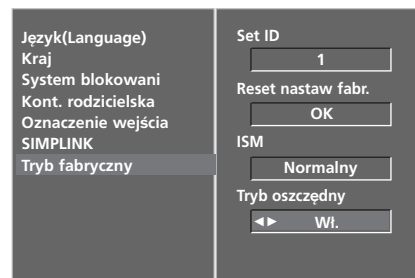 Język(Language)
Kraj
System blokowani
Kont. rodzicielska
Oznaczenie wejścia
SIMPLINK
Tryb fabryczny
Set ID
1
Reset nastaw fabr.
OK
ISM
Normalny
Tryb oszczędny
◄► Wł.